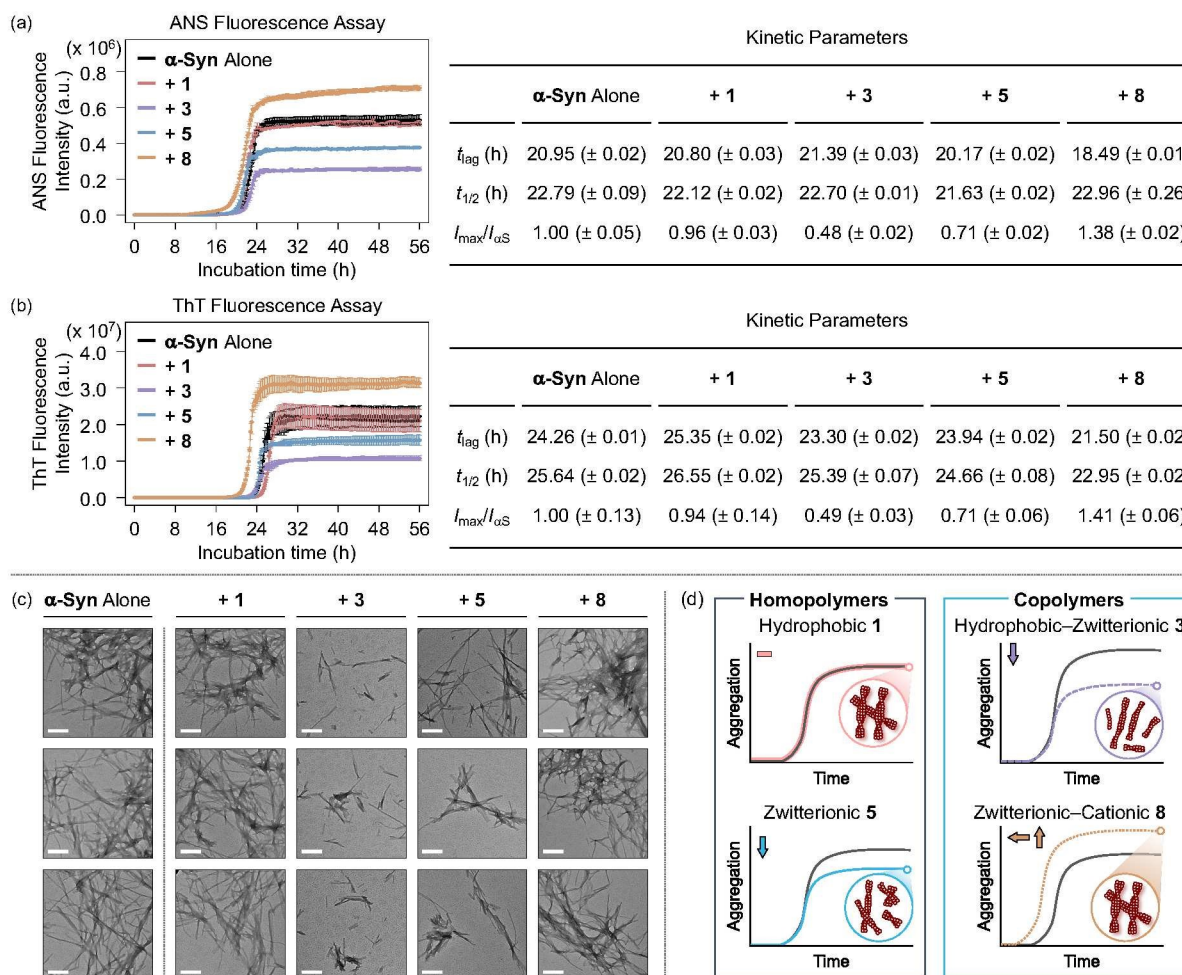 (a)
ANS Fluorescence Assay
(x 10⁶)
ANS Fluorescence
Intensity (a.u.)
0.8
0.6
0.4
0.2
0.0
α-Syn Alone
+ 1
+ 3
+ 5
+ 8
0 8 16 24 32 40 48 56
Incubation time (h)
Kinetic Parameters
α-Syn Alone + 1 + 3 + 5 + 8
tlag (h) 20.95 (± 0.02) 20.80 (± 0.03) 21.39 (± 0.03) 20.17 (± 0.02) 18.49 (± 0.01)
t1/2 (h) 22.79 (± 0.09) 22.12 (± 0.02) 22.70 (± 0.01) 21.63 (± 0.02) 22.96 (± 0.26)
Imax/IαS 1.00 (± 0.05) 0.96 (± 0.03) 0.48 (± 0.02) 0.71 (± 0.02) 1.38 (± 0.02)
(b)
ThT Fluorescence Assay
(x 10⁷)
ThT Fluorescence
Intensity (a.u.)
4.0
3.0
2.0
1.0
0.0
α-Syn Alone
+ 1
+ 3
+ 5
+ 8
0 8 16 24 32 40 48 56
Incubation time (h)
Kinetic Parameters
α-Syn Alone + 1 + 3 + 5 + 8
tlag (h) 24.26 (± 0.01) 25.35 (± 0.02) 23.30 (± 0.02) 23.94 (± 0.02) 21.50 (± 0.02)
t1/2 (h) 25.64 (± 0.02) 26.55 (± 0.02) 25.39 (± 0.07) 24.66 (± 0.08) 22.95 (± 0.02)
Imax/IαS 1.00 (± 0.13) 0.94 (± 0.14) 0.49 (± 0.03) 0.71 (± 0.06) 1.41 (± 0.06)
(c)
α-Syn Alone + 1 + 3 + 5 + 8
(d)
Homopolymers
Hydrophobic 1
Aggregation
Time
Zwitterionic 5
Aggregation
Time
Copolymers
Hydrophobic–Zwitterionic 3
Aggregation
Time
Zwitterionic–Cationic 8
Aggregation
Time